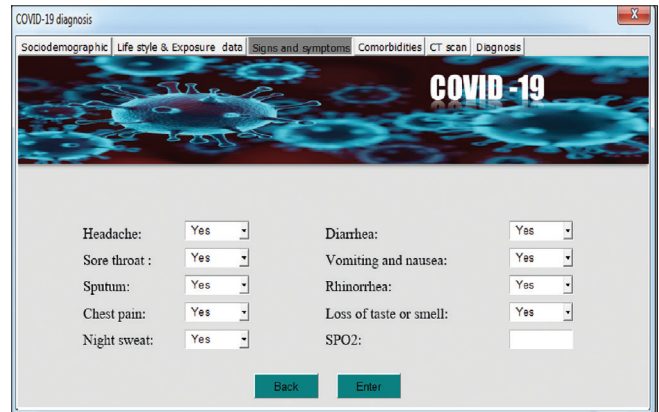 COVID-19 diagnosis
X
Sociodemographic Life style & Exposure data Signs and symptoms Comorbidities CT scan Diagnosis
COVID -19
Headache: Yes Diarrhea: Yes
Sore throat : Yes Vomiting and nausea: Yes
Sputum: Yes Rhinorrhea: Yes
Chest pain: Yes Loss of taste or smell: Yes
Night sweat: Yes SPO2:
Back Enter